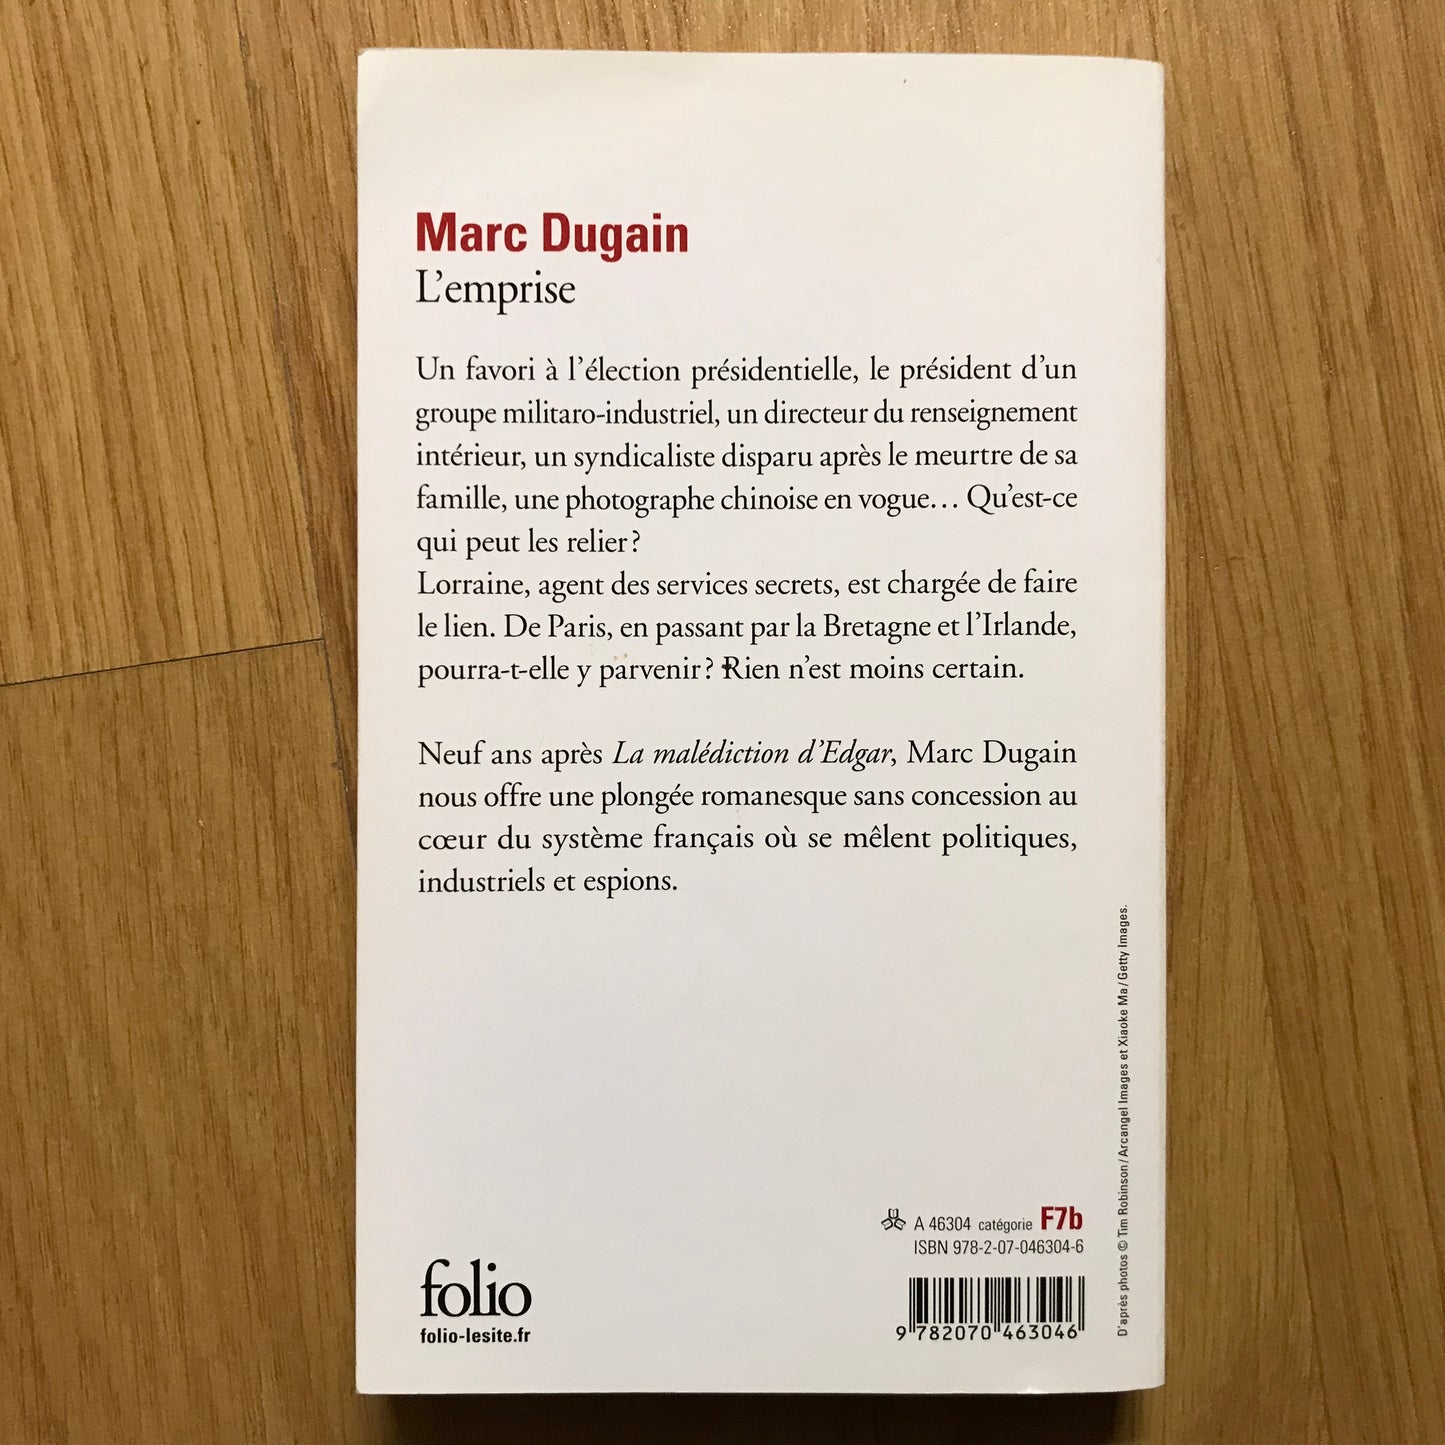 Marc Dugain
L'emprise
Un favori à l'élection présidentielle, le président d'un
groupe militaro-industriel, un directeur du renseignement
intérieur, un syndicaliste disparu après le meurtre de sa
famille, une photographe chinoise en vogue… Qu'est-ce
qui peut les relier ?
Lorraine, agent des services secrets, est chargée de faire
le lien. De Paris, en passant par la Bretagne et l'Irlande,
pourra-t-elle y parvenir ? Rien n'est moins certain.
Neuf ans après La malédiction d'Edgar, Marc Dugain
nous offre une plongée romanesque sans concession au
cœur du système français où se mêlent politiques,
industriels et espions.
A 46304 catégorie F7b
ISBN 978-2-07-046304-6
9 782070 463046
folio
folio-lesite.fr
D'après photos © Tim Robinson / Arcangel Images et Xiaoke Ma / Getty Images.